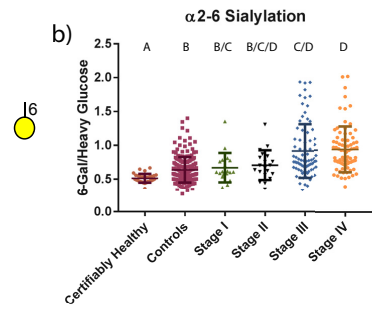 α2-6 Sialylation
b)
6
6-Gal/Heavy Glucose
2.5
2.0
1.5
1.0
0.5
0.0
A B B/C B/C/D C/D D
Certifiably Healthy
Controls
Stage I
Stage II
Stage III
Stage IV